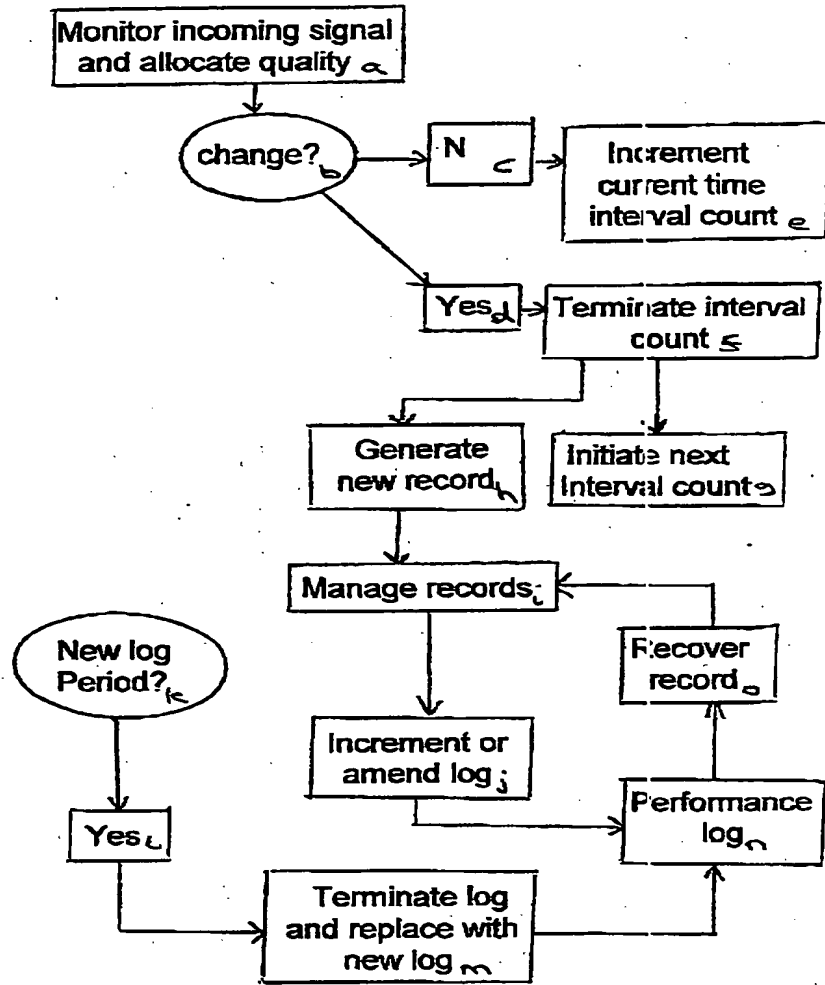 Monitor incoming signal
and allocate quality a
change? b
N c
Increment
current time
interval count e
Yes d
Terminate interval
count f
Generate
new record h
Initiate next
Interval count g
Manage records i
New log
Period? k
Recover
record o
Increment or
amend log j
Performance
log n
Yes l
Terminate log
and replace with
new log m